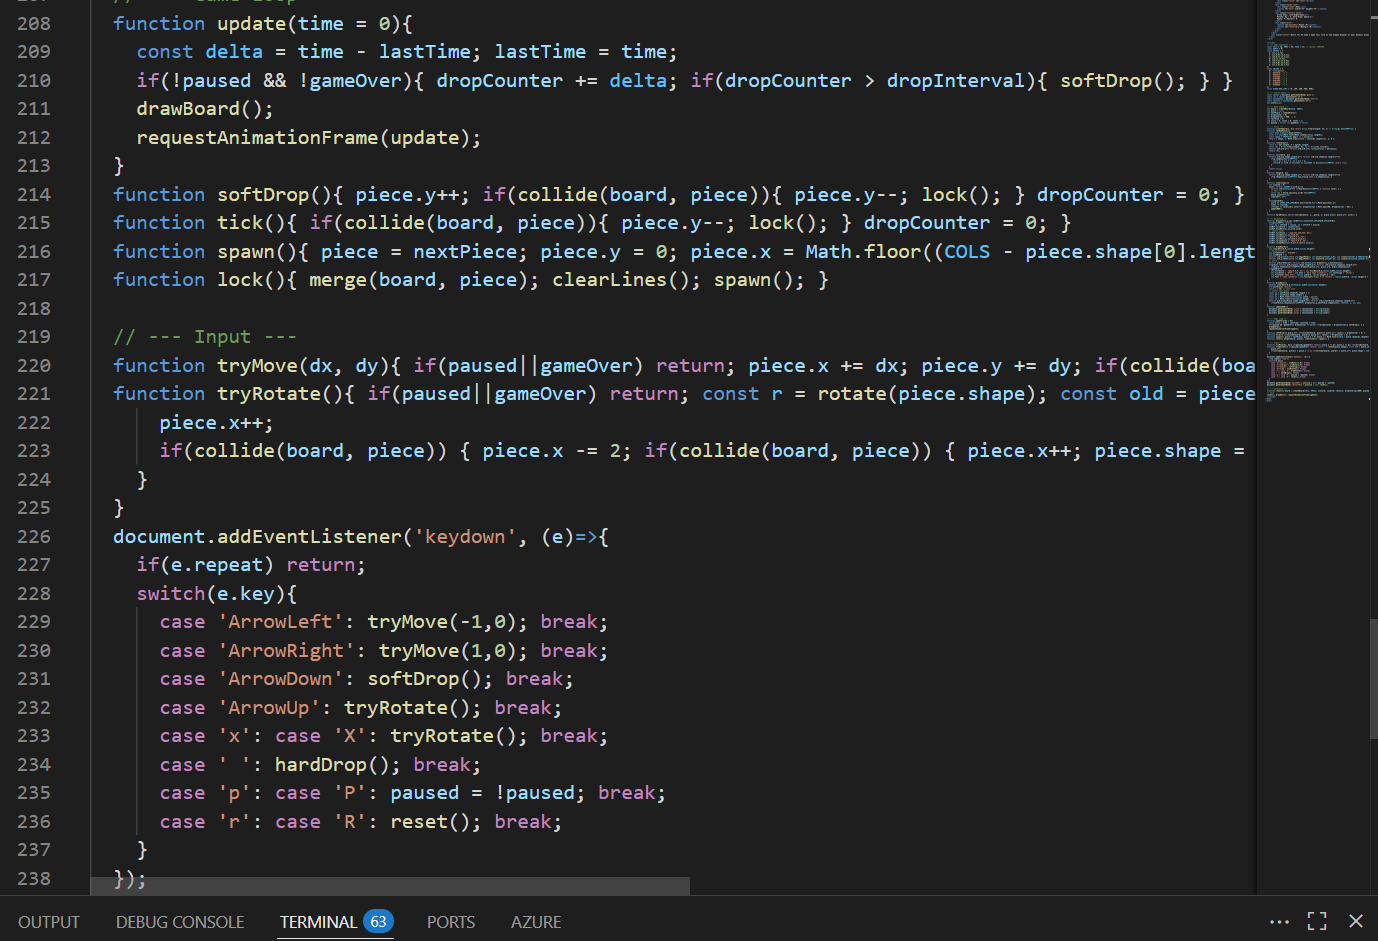 208 function update(time = 0){
209 const delta = time - lastTime; lastTime = time;
210 if(!paused && !gameOver){ dropCounter += delta; if(dropCounter > dropInterval){ softDrop(); } }
211 drawBoard();
212 requestAnimationFrame(update);
213 }
214 function softDrop(){ piece.y++; if(collide(board, piece)){ piece.y--; lock(); } dropCounter = 0; }
215 function tick(){ if(collide(board, piece)){ piece.y--; lock(); } dropCounter = 0; }
216 function spawn(){ piece = nextPiece; piece.y = 0; piece.x = Math.floor((COLS - piece.shape[0].lengt
217 function lock(){ merge(board, piece); clearLines(); spawn(); }
218
219 // --- Input ---
220 function tryMove(dx, dy){ if(paused||gameOver) return; piece.x += dx; piece.y += dy; if(collide(boa
221 function tryRotate(){ if(paused||gameOver) return; const r = rotate(piece.shape); const old = piece
222 piece.x++;
223 if(collide(board, piece)) { piece.x -= 2; if(collide(board, piece)) { piece.x++; piece.shape =
224 }
225 }
226 document.addEventListener('keydown', (e)=>{
227 if(e.repeat) return;
228 switch(e.key){
229 case 'ArrowLeft': tryMove(-1,0); break;
230 case 'ArrowRight': tryMove(1,0); break;
231 case 'ArrowDown': softDrop(); break;
232 case 'ArrowUp': tryRotate(); break;
233 case 'x': case 'X': tryRotate(); break;
234 case ' ': hardDrop(); break;
235 case 'p': case 'P': paused = !paused; break;
236 case 'r': case 'R': reset(); break;
237 }
238 });
OUTPUT DEBUG CONSOLE TERMINAL 63 PORTS AZURE